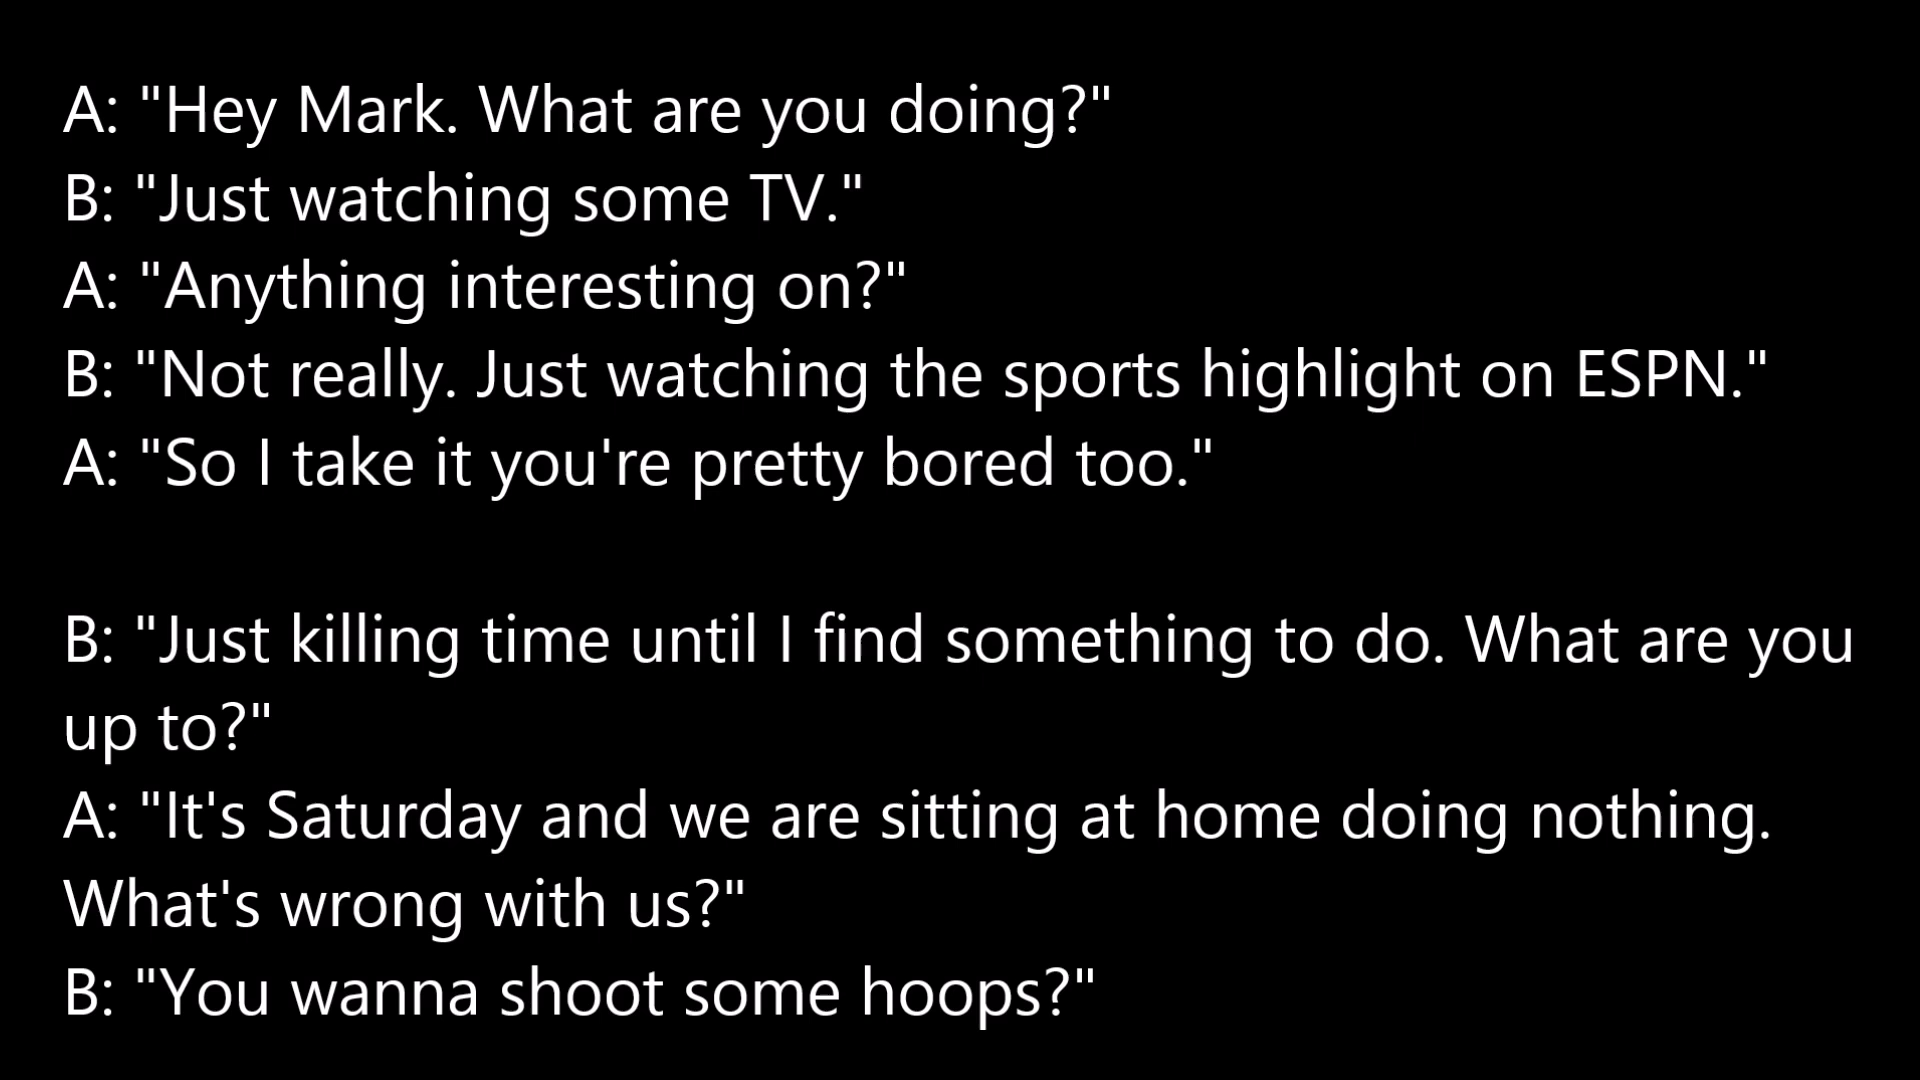 A: "Hey Mark. What are you doing?"
B: "Just watching some TV."
A: "Anything interesting on?"
B: "Not really. Just watching the sports highlight on ESPN."
A: "So I take it you're pretty bored too."
B: "Just killing time until I find something to do. What are you
up to?"
A: "It's Saturday and we are sitting at home doing nothing.
What's wrong with us?"
B: "You wanna shoot some hoops?"